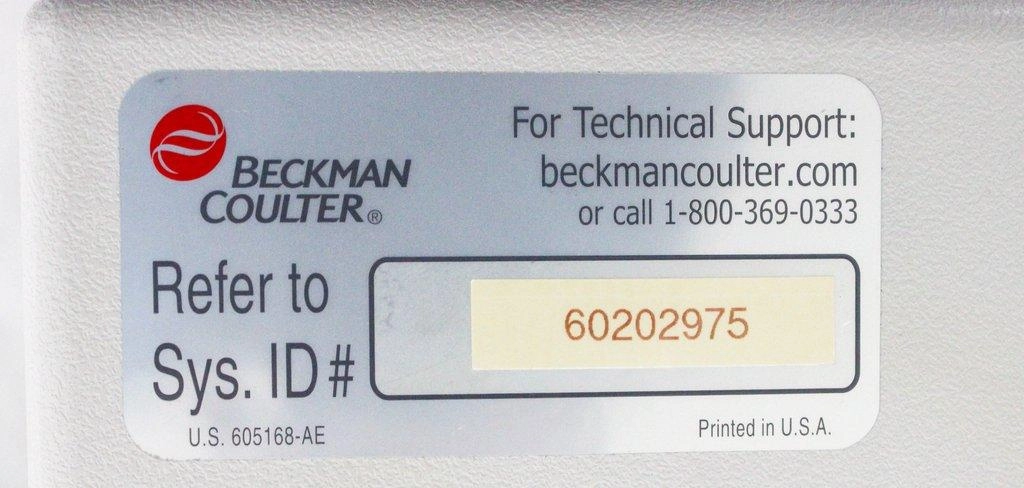 BECKMAN
COULTER®
For Technical Support:
beckmancoulter.com
or call 1-800-369-0333
Refer to
Sys. ID #
60202975
U.S. 605168-AE
Printed in U.S.A.